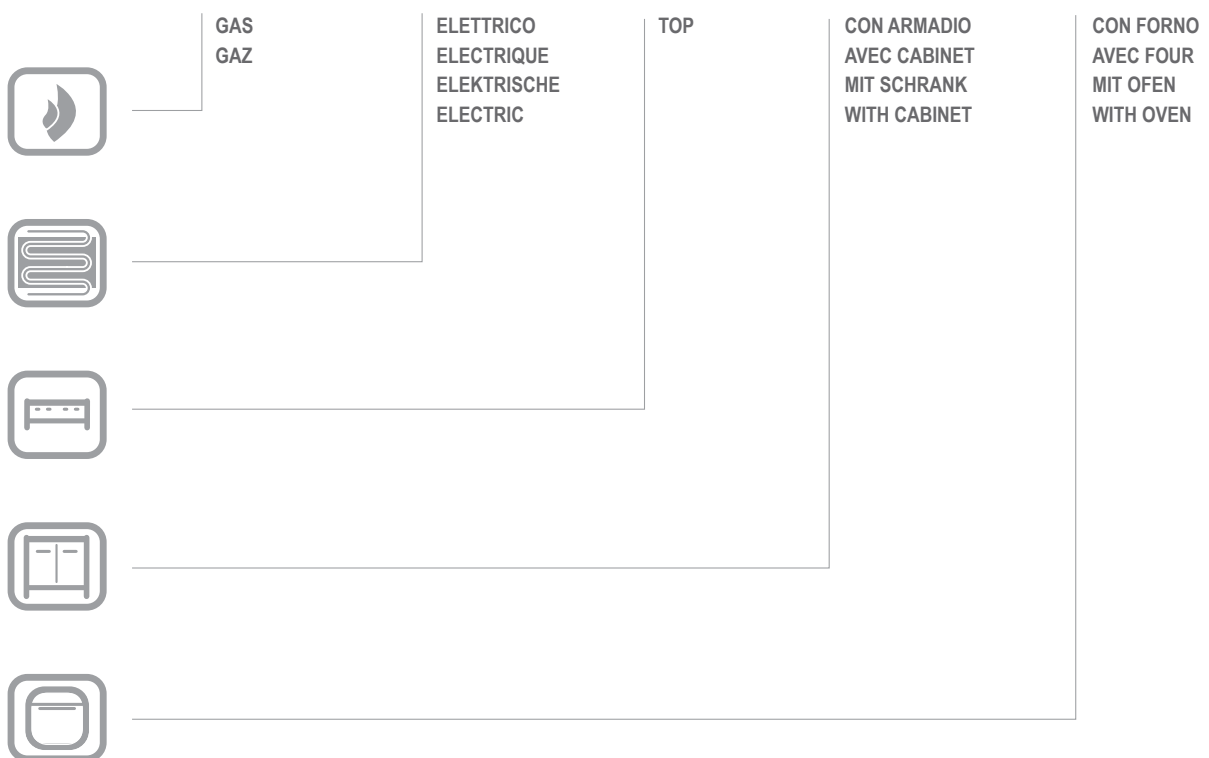 GAS
GAZ
ELETTRICO
ELECTRIQUE
ELEKTRISCHE
ELECTRIC
TOP
CON ARMADIO
AVEC CABINET
MIT SCHRANK
WITH CABINET
CON FORNO
AVEC FOUR
MIT OFEN
WITH OVEN